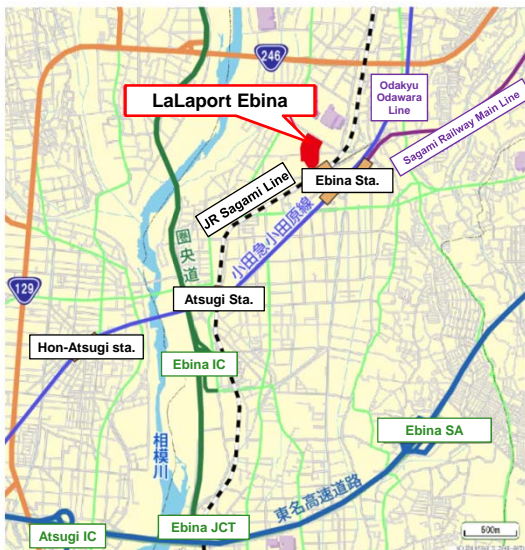 246
LaLaport Ebina
Odakyu
Odawara
Line
Sagami Railway Main Line
Ebina Sta.
JR Sagami Line
小田急小田原線
圏央道
129
Atsugi Sta.
Hon-Atsugi sta.
Ebina IC
相模川
Ebina SA
東名高速道路
Ebina JCT
Atsugi IC
500m